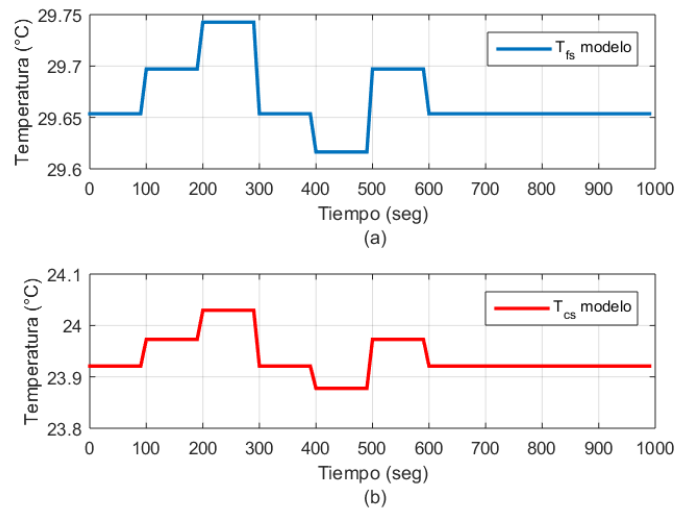 29.75
29.7
29.65
29.6
Temperatura (°C)
T_fs modelo
0 100 200 300 400 500 600 700 800 900 1000
Tiempo (seg)
(a)
24.1
24
23.9
23.8
Temperatura (°C)
T_cs modelo
0 100 200 300 400 500 600 700 800 900 1000
Tiempo (seg)
(b)